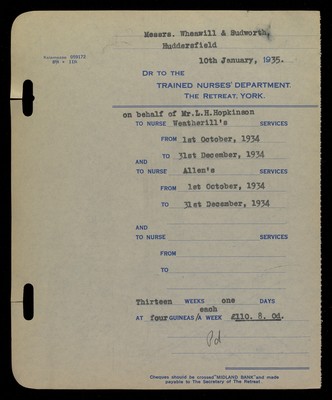 Messrs. Wheawill & Sudworth,
Huddersfield
10th January, 1935.
DR TO THE
TRAINED NURSES' DEPARTMENT.
THE RETREAT, YORK.
on behalf of Mr.L.H.Hopkinson
TO NURSE Weatherill's SERVICES
FROM 1st October, 1934
TO 31st December, 1934
AND
TO NURSE Allen's SERVICES
FROM 1st October, 1934
TO 31st December, 1934
AND
TO NURSE SERVICES
FROM
TO
Thirteen WEEKS one DAYS
each
AT four GUINEAS /A WEEK £110. 8. 0d.
Pd
Cheques should be crossed "MIDLAND BANK" and made
payable to The Secretary of The Retreat.